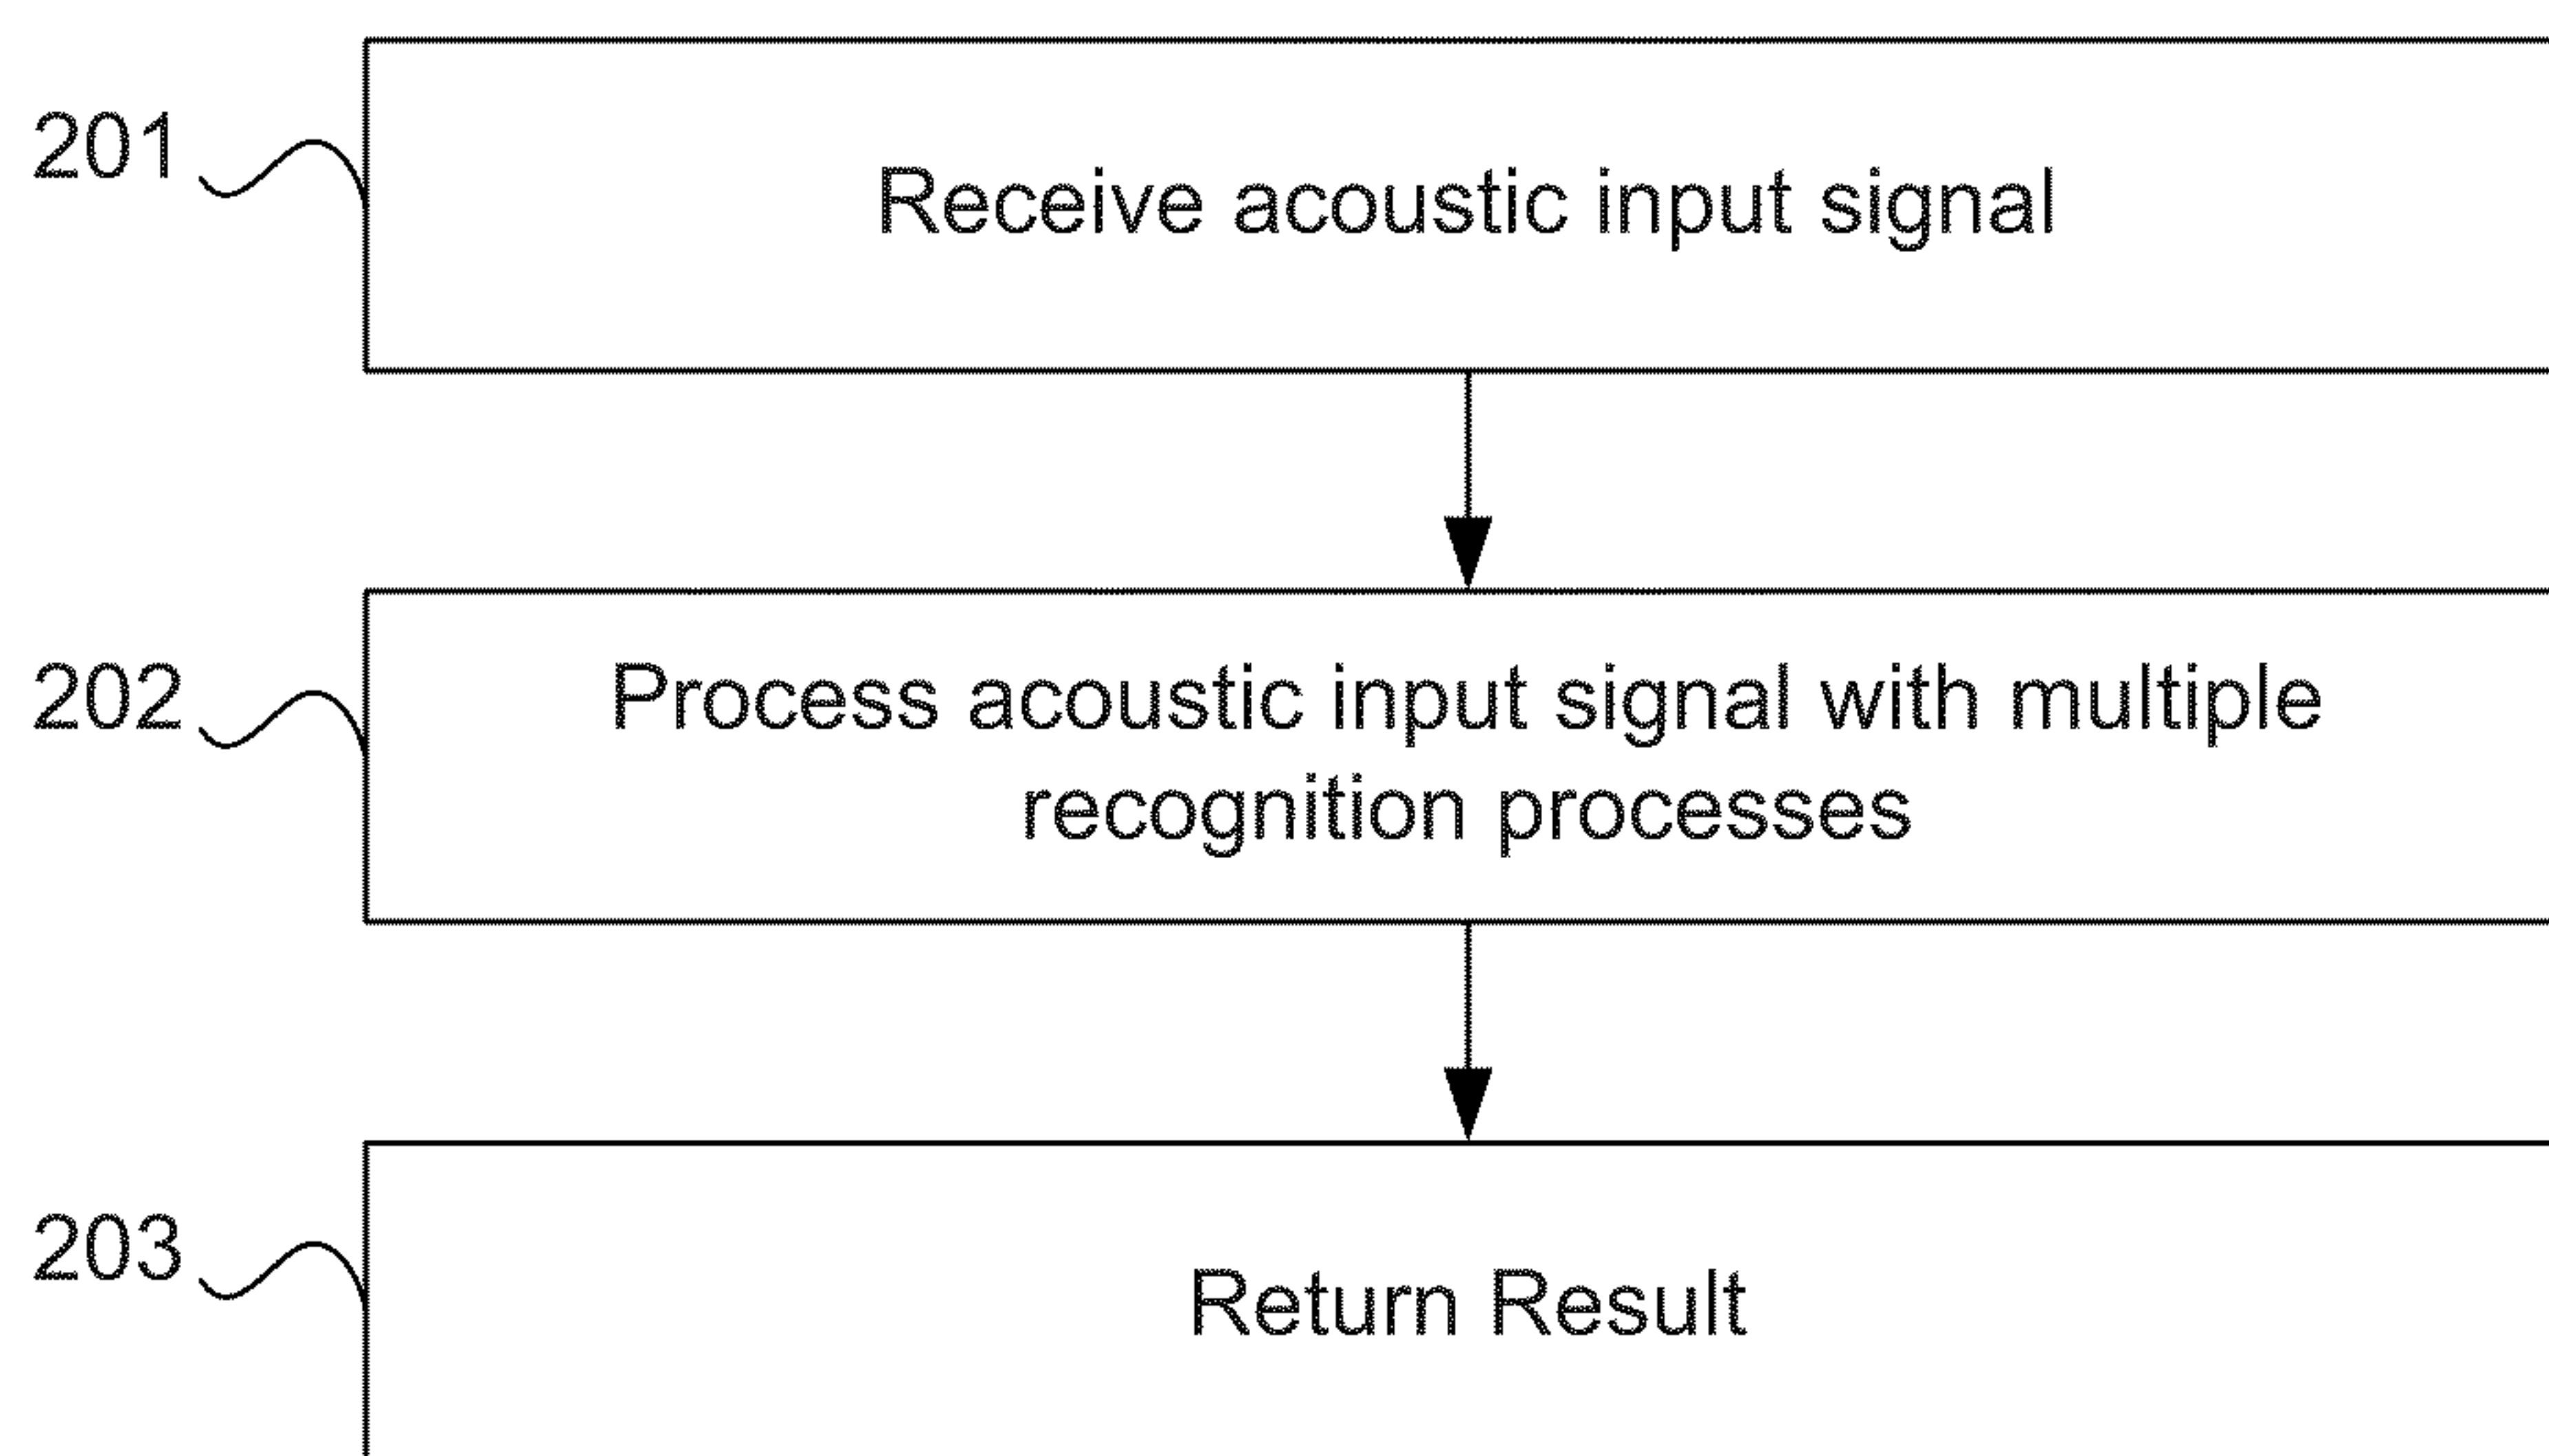 201
Receive acoustic input signal
202
Process acoustic input signal with multiple
recognition processes
203
Return Result